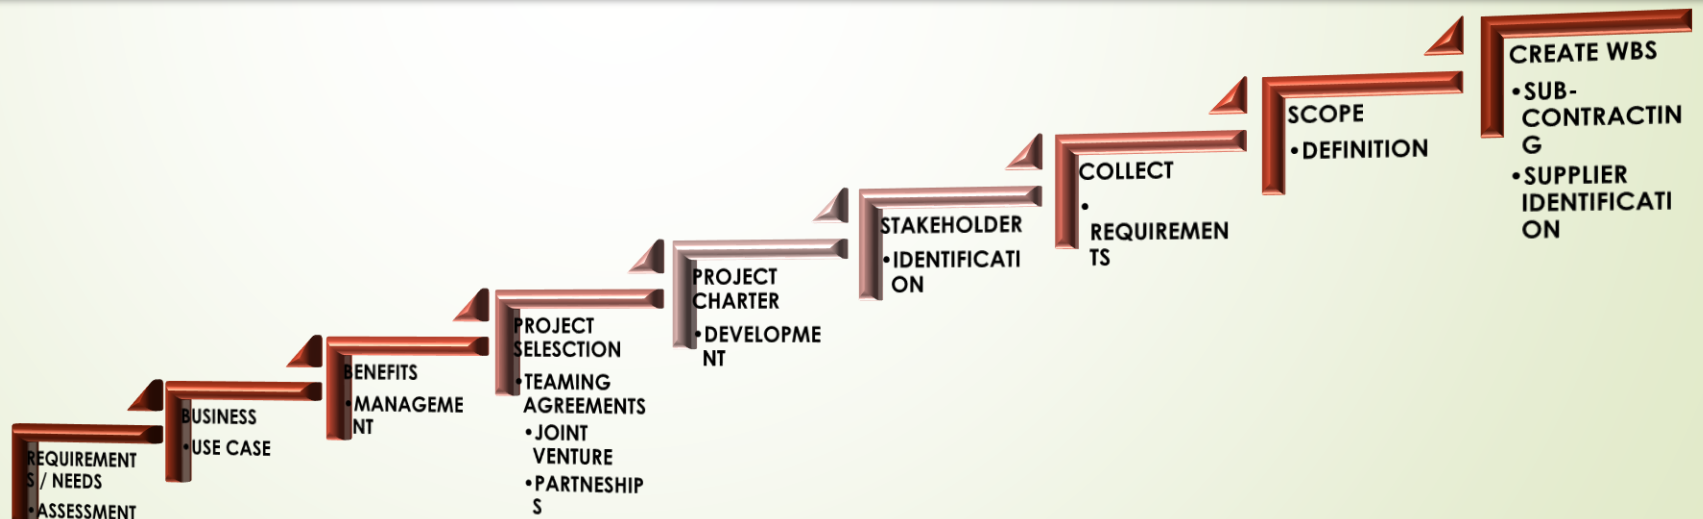 REQUIREMENT
S / NEEDS
•ASSESSMENT
BUSINESS
•USE CASE
BENEFITS
•MANAGEME
NT
PROJECT
SELESCTION
•TEAMING
AGREEMENTS
•JOINT
VENTURE
•PARTNESHIP
S
PROJECT
CHARTER
•DEVELOPME
NT
STAKEHOLDER
•IDENTIFICATI
ON
COLLECT
•
REQUIREMEN
TS
SCOPE
•DEFINITION
CREATE WBS
•SUB-
CONTRACTIN
G
•SUPPLIER
IDENTIFICATI
ON